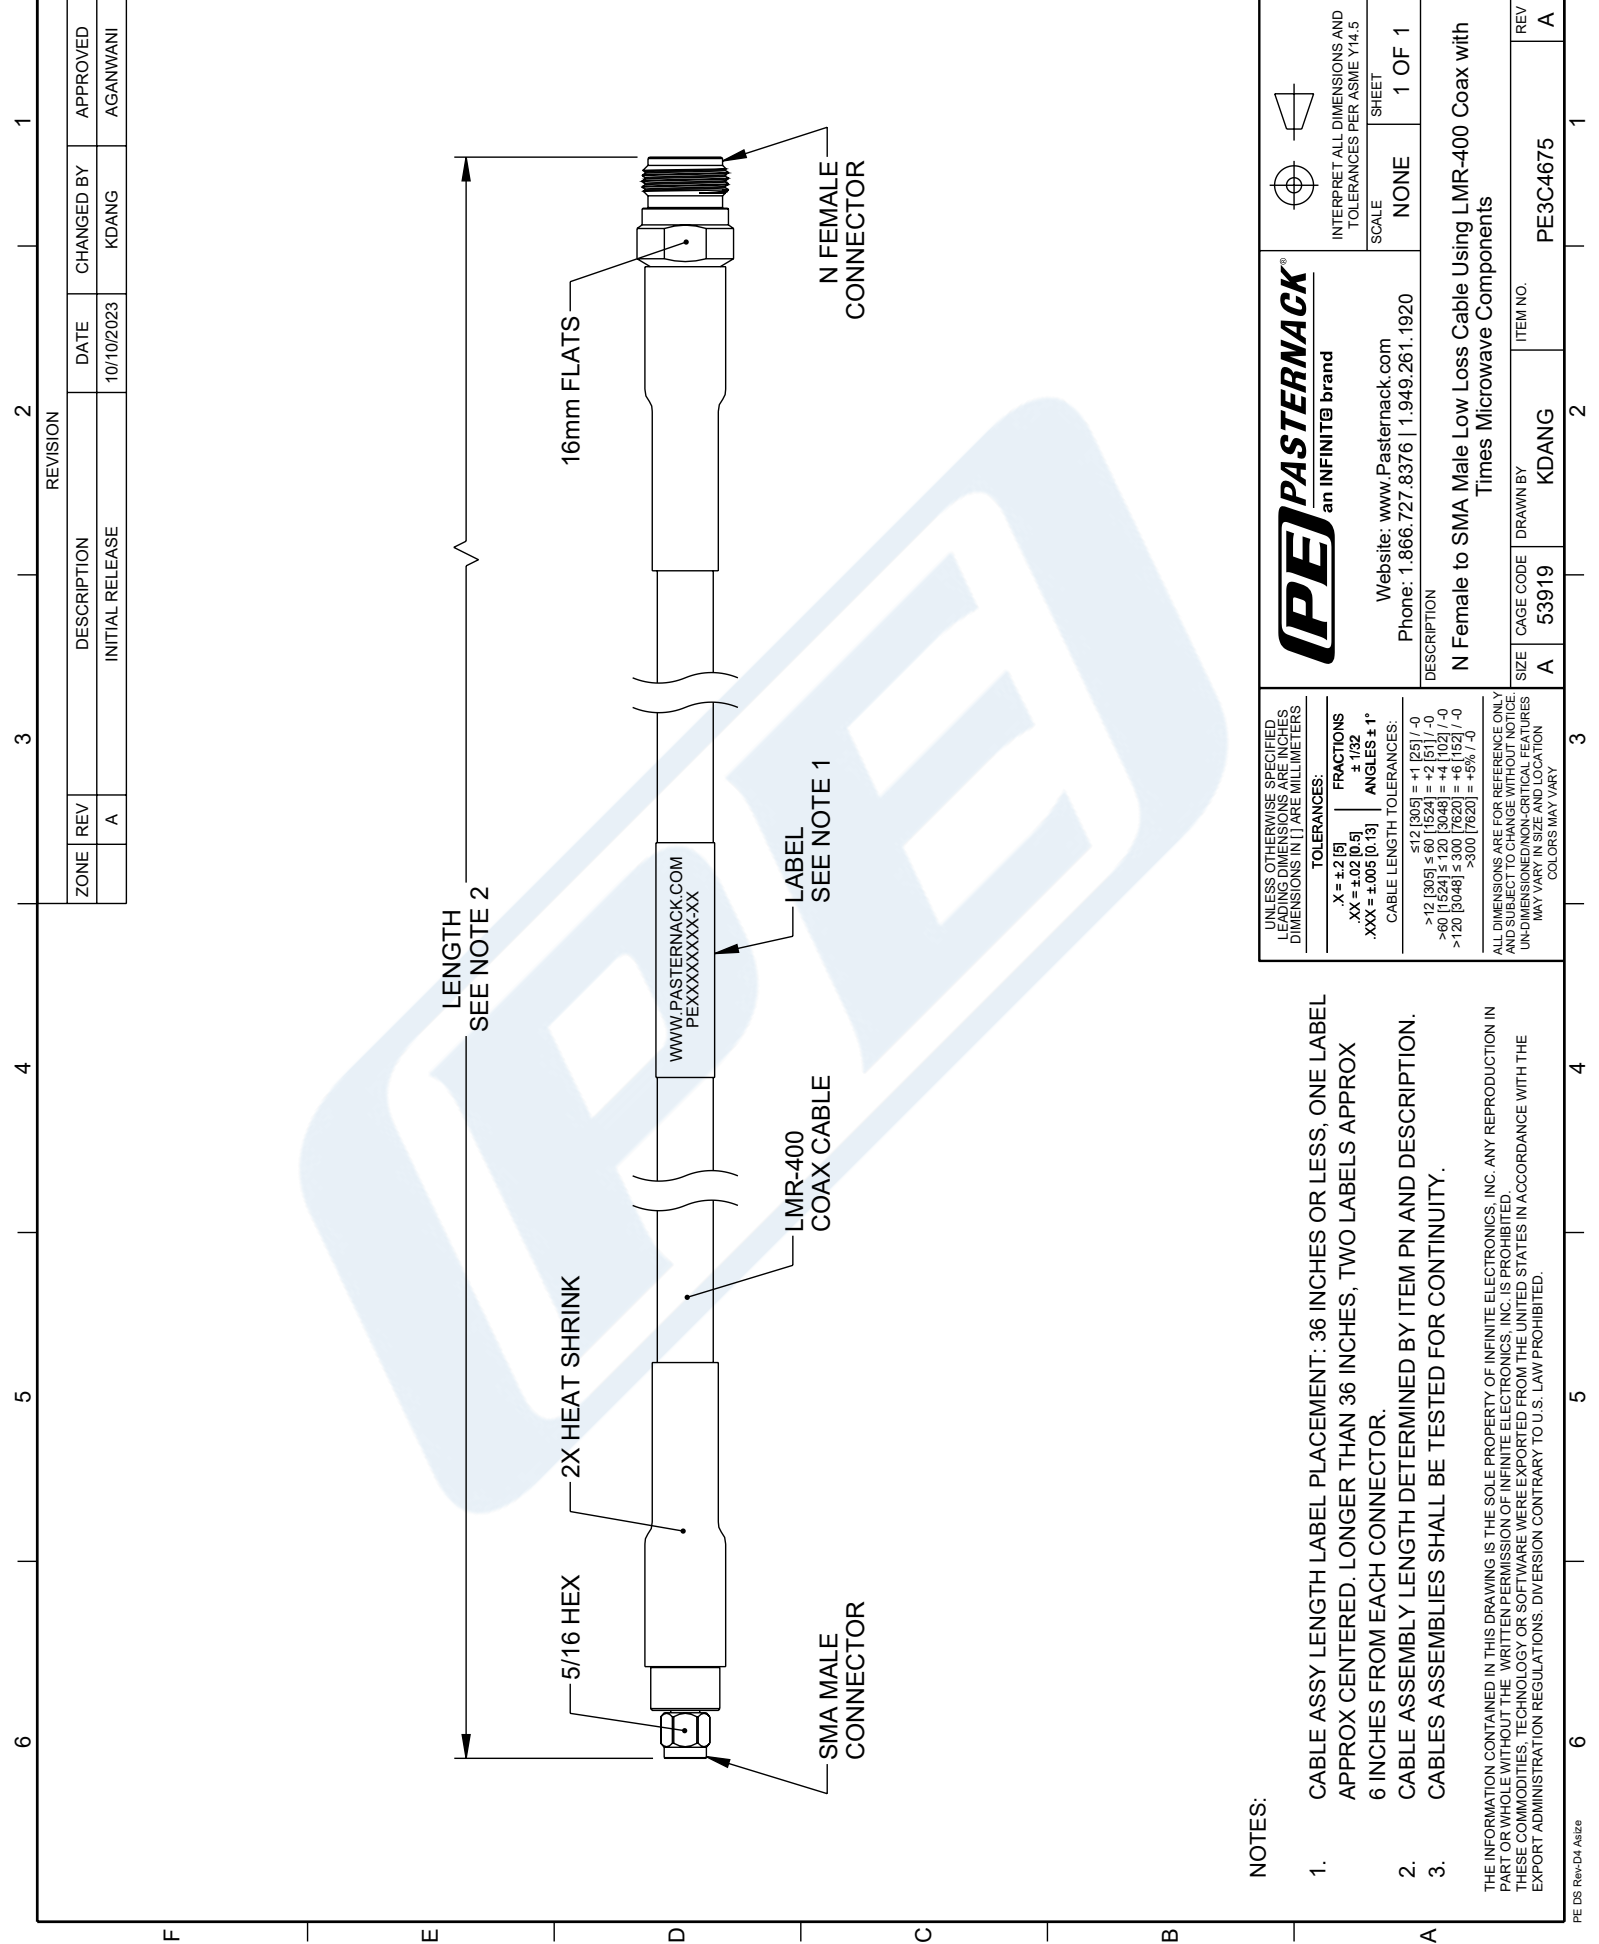 REVISION
ZONE REV DESCRIPTION DATE CHANGED BY APPROVED
A INITIAL RELEASE 10/10/2023 KDANG AGANWANI
6 5 4 3 2 1
F
E
D
C
B
A
LENGTH
SEE NOTE 2
5/16 HEX
2X HEAT SHRINK
16mm FLATS
WWW.PASTERNACK.COM
PEXXXXXXXX-XX
SMA MALE
CONNECTOR
LMR-400
COAX CABLE
LABEL
SEE NOTE 1
N FEMALE
CONNECTOR
NOTES:
1. CABLE ASSY LENGTH LABEL PLACEMENT: 36 INCHES OR LESS, ONE LABEL
APPROX CENTERED. LONGER THAN 36 INCHES, TWO LABELS APPROX
6 INCHES FROM EACH CONNECTOR.
2. CABLE ASSEMBLY LENGTH DETERMINED BY ITEM PN AND DESCRIPTION.
3. CABLES ASSEMBLIES SHALL BE TESTED FOR CONTINUITY.
THE INFORMATION CONTAINED IN THIS DRAWING IS THE SOLE PROPERTY OF INFINITE ELECTRONICS, INC. ANY REPRODUCTION IN
PART OR WHOLE WITHOUT THE WRITTEN PERMISSION OF INFINITE ELECTRONICS, INC. IS PROHIBITED.
THESE COMMODITIES, TECHNOLOGY OR SOFTWARE WERE EXPORTED FROM THE UNITED STATES IN ACCORDANCE WITH THE
EXPORT ADMINISTRATION REGULATIONS. DIVERSION CONTRARY TO U.S. LAW PROHIBITED.
UNLESS OTHERWISE SPECIFIED
LEADING DIMENSIONS ARE INCHES
DIMENSIONS IN [ ] ARE MILLIMETERS
TOLERANCES:
.X = ±.2 [5] FRACTIONS
.XX = ±.02 [0.5] ± 1/32
.XXX = ±.005 [0.13] ANGLES ± 1°
CABLE LENGTH TOLERANCES:
≤12 [305] = +1 [25] / -0
>12 [305] ≤ 60 [1524] = +2 [51] / -0
>60 [1524] ≤ 120 [3048] = +4 [102] / -0
>120 [3048] ≤ 300 [7620] = +6 [152] / -0
>300 [7620] = +5% / -0
ALL DIMENSIONS ARE FOR REFERENCE ONLY
AND SUBJECT TO CHANGE WITHOUT NOTICE.
UN-DIMENSIONED/NON-CRITICAL FEATURES
MAY VARY IN SIZE AND LOCATION
COLORS MAY VARY
PE PASTERNACK®
an INFINITE brand
Website: www.Pasternack.com
Phone: 1.866.727.8376 | 1.949.261.1920
INTERPRET ALL DIMENSIONS AND
TOLERANCES PER ASME Y14.5
SCALE SHEET
NONE 1 OF 1
DESCRIPTION
N Female to SMA Male Low Loss Cable Using LMR-400 Coax with
Times Microwave Components
SIZE CAGE CODE DRAWN BY ITEM NO. REV
A 53919 KDANG PE3C4675 A
PE DS Rev-D4 Asize
6 5 4 3 2 1
PE